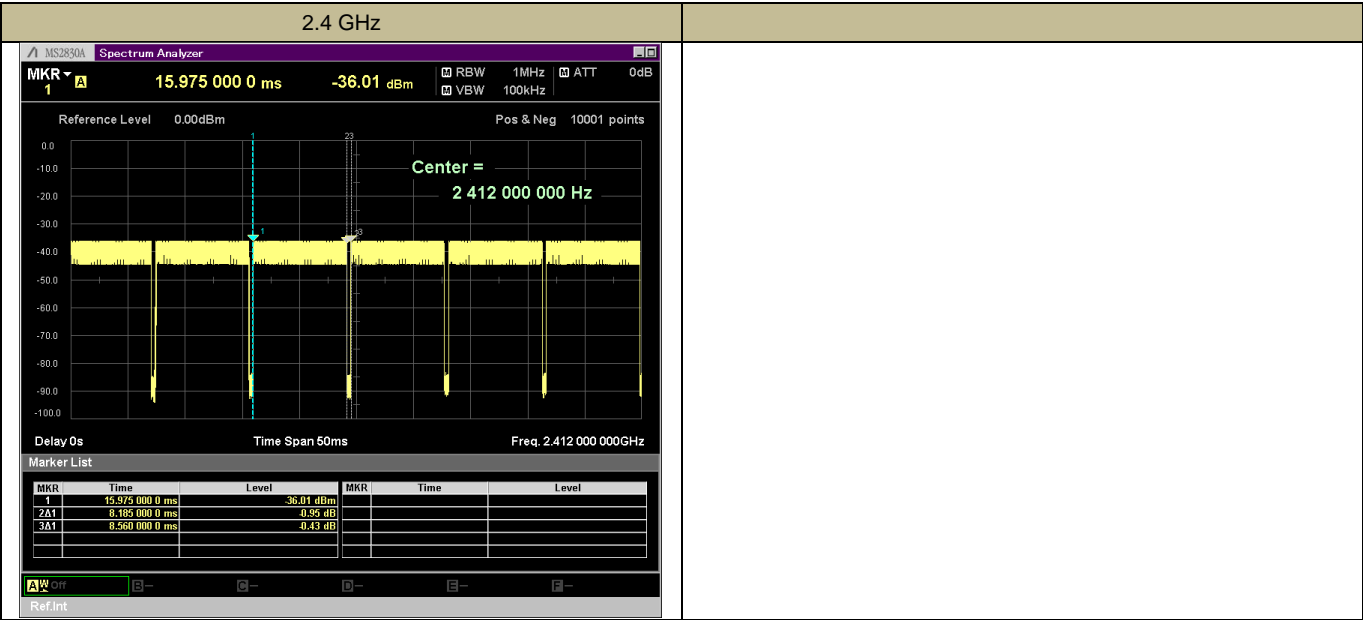 2.4 GHz
MS2830A Spectrum Analyzer
MKR 1 A 15.975 000 0 ms -36.01 dBm M RBW 1MHz M ATT 0dB
M VBW 100kHz
Reference Level 0.00dBm Pos & Neg 10001 points
1 23
0.0
Center =
-10.0
2 412 000 000 Hz
-20.0
-30.0
1 23
-40.0
-50.0
-60.0
-70.0
-80.0
-90.0
-100.0
Delay 0s Time Span 50ms Freq. 2.412 000 000GHz
Marker List
MKR Time Level MKR Time Level
1 15.975 000 0 ms -36.01 dBm
2Δ1 8.185 000 0 ms -0.95 dB
3Δ1 8.560 000 0 ms -0.43 dB
A Off B— C— D— E— F—
Ref.Int